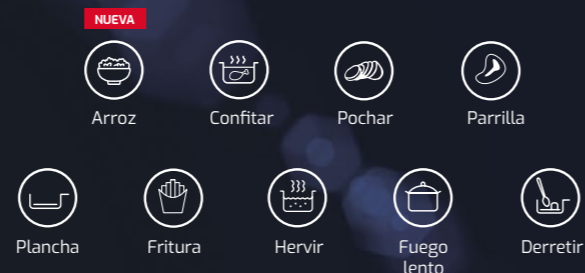 NUEVA
Arroz Confitar Pochar Parrilla
Plancha Fritura Hervir Fuego Derretir
lento